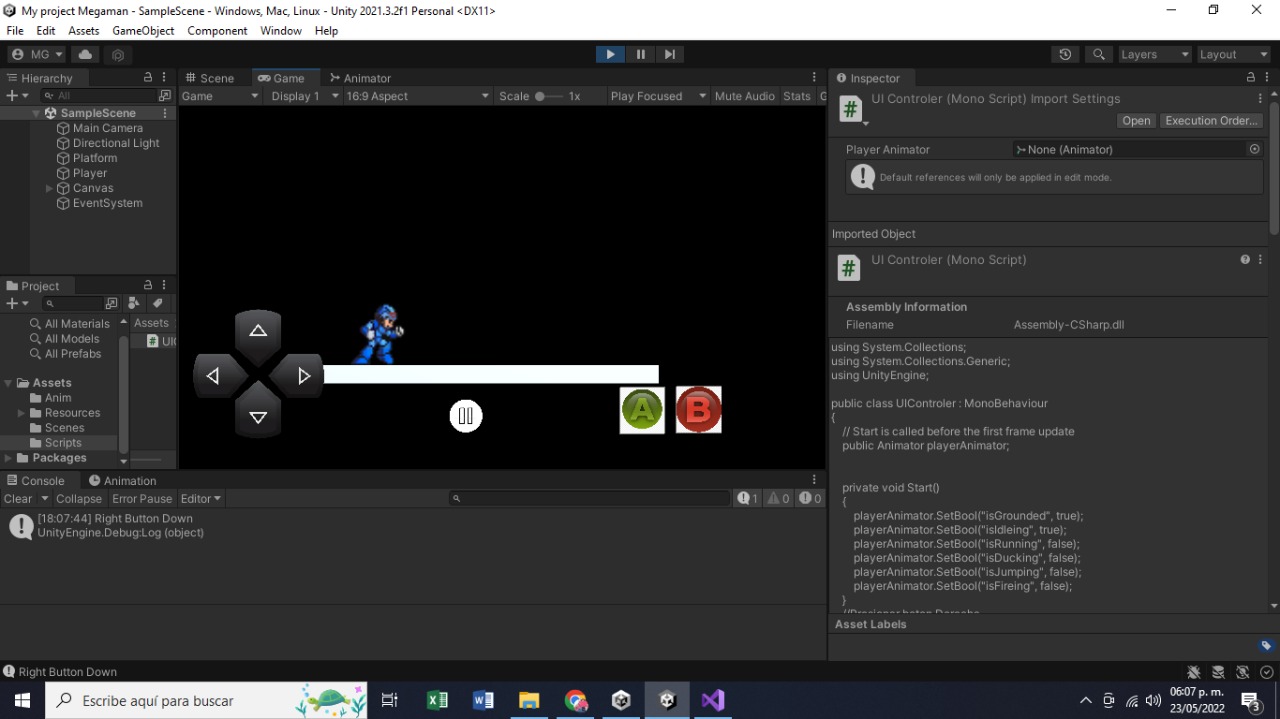 My project Megaman - SampleScene - Windows, Mac, Linux - Unity 2021.3.2f1 Personal <DX11>
File Edit Assets GameObject Component Window Help
MG
Layers
Layout
Hierarchy
All
SampleScene
Main Camera
Directional Light
Platform
Player
Canvas
EventSystem
Scene Game Animator
Game Display 1 16:9 Aspect Scale 1x Play Focused Mute Audio Stats G
A B
Inspector
UI Controler (Mono Script) Import Settings
Open Execution Order...
Player Animator None (Animator)
Default references will only be applied in edit mode.
Imported Object
UI Controler (Mono Script)
Assembly Information
Filename Assembly-CSharp.dll
using System.Collections;
using System.Collections.Generic;
using UnityEngine;
public class UIControler : MonoBehaviour
{
// Start is called before the first frame update
public Animator playerAnimator;
private void Start()
{
playerAnimator.SetBool("isGrounded", true);
playerAnimator.SetBool("isIdleing", true);
playerAnimator.SetBool("isRunning", false);
playerAnimator.SetBool("isDucking", false);
playerAnimator.SetBool("isJumping", false);
playerAnimator.SetBool("isFireing", false);
}
Asset Labels
Project
All Materials
All Models
All Prefabs
Assets
Anim
Resources
Scenes
Scripts
Packages
Assets
UI
Console Animation
Clear Collapse Error Pause Editor 1 0 0
[18:07:44] Right Button Down
UnityEngine.Debug:Log (object)
Right Button Down
Escribe aquí para buscar
06:07 p. m.
23/05/2022
3